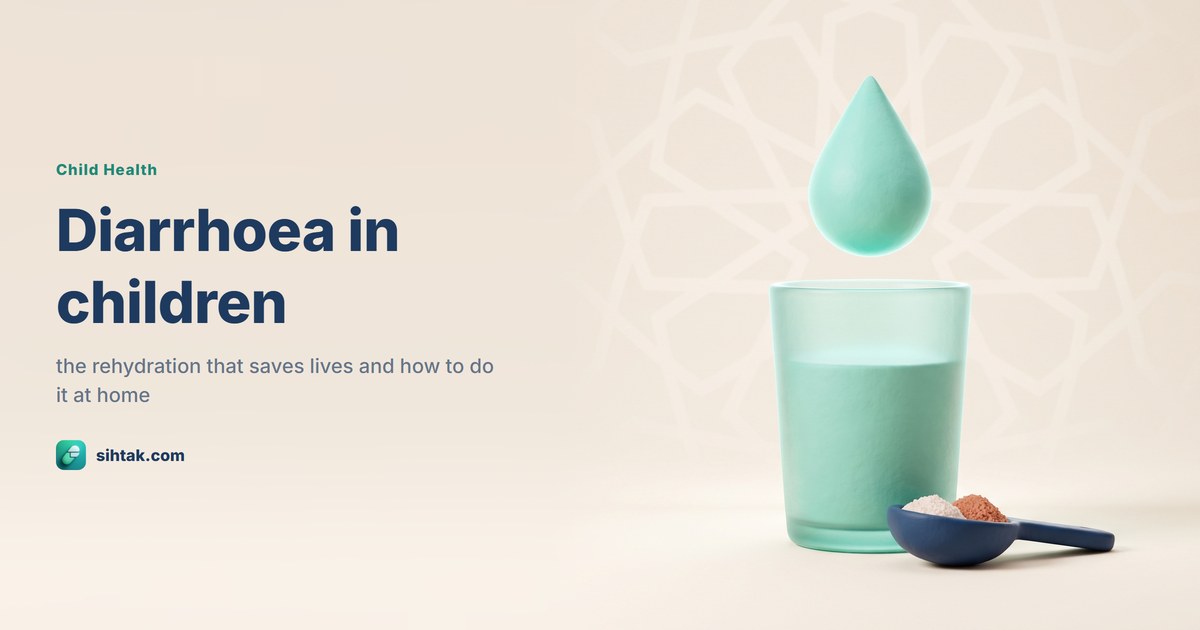 Child Health
Diarrhoea in
children
the rehydration that saves lives and how to do
it at home
sihtak.com